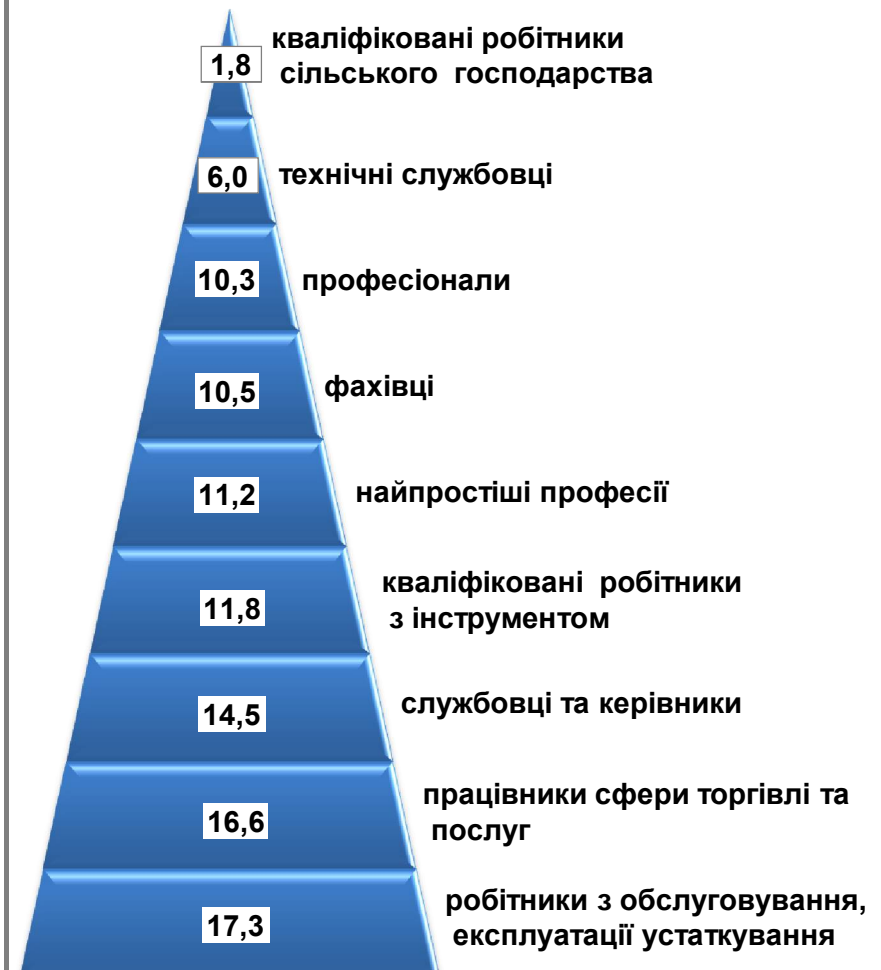 кваліфіковані робітники
1,8 сільського господарства
6,0 технічні службовці
10,3 професіонали
10,5 фахівці
11,2 найпростіші професії
кваліфіковані робітники
11,8 з інструментом
14,5 службовці та керівники
працівники сфери торгівлі та
16,6 послуг
робітники з обслуговування,
17,3 експлуатації устаткування